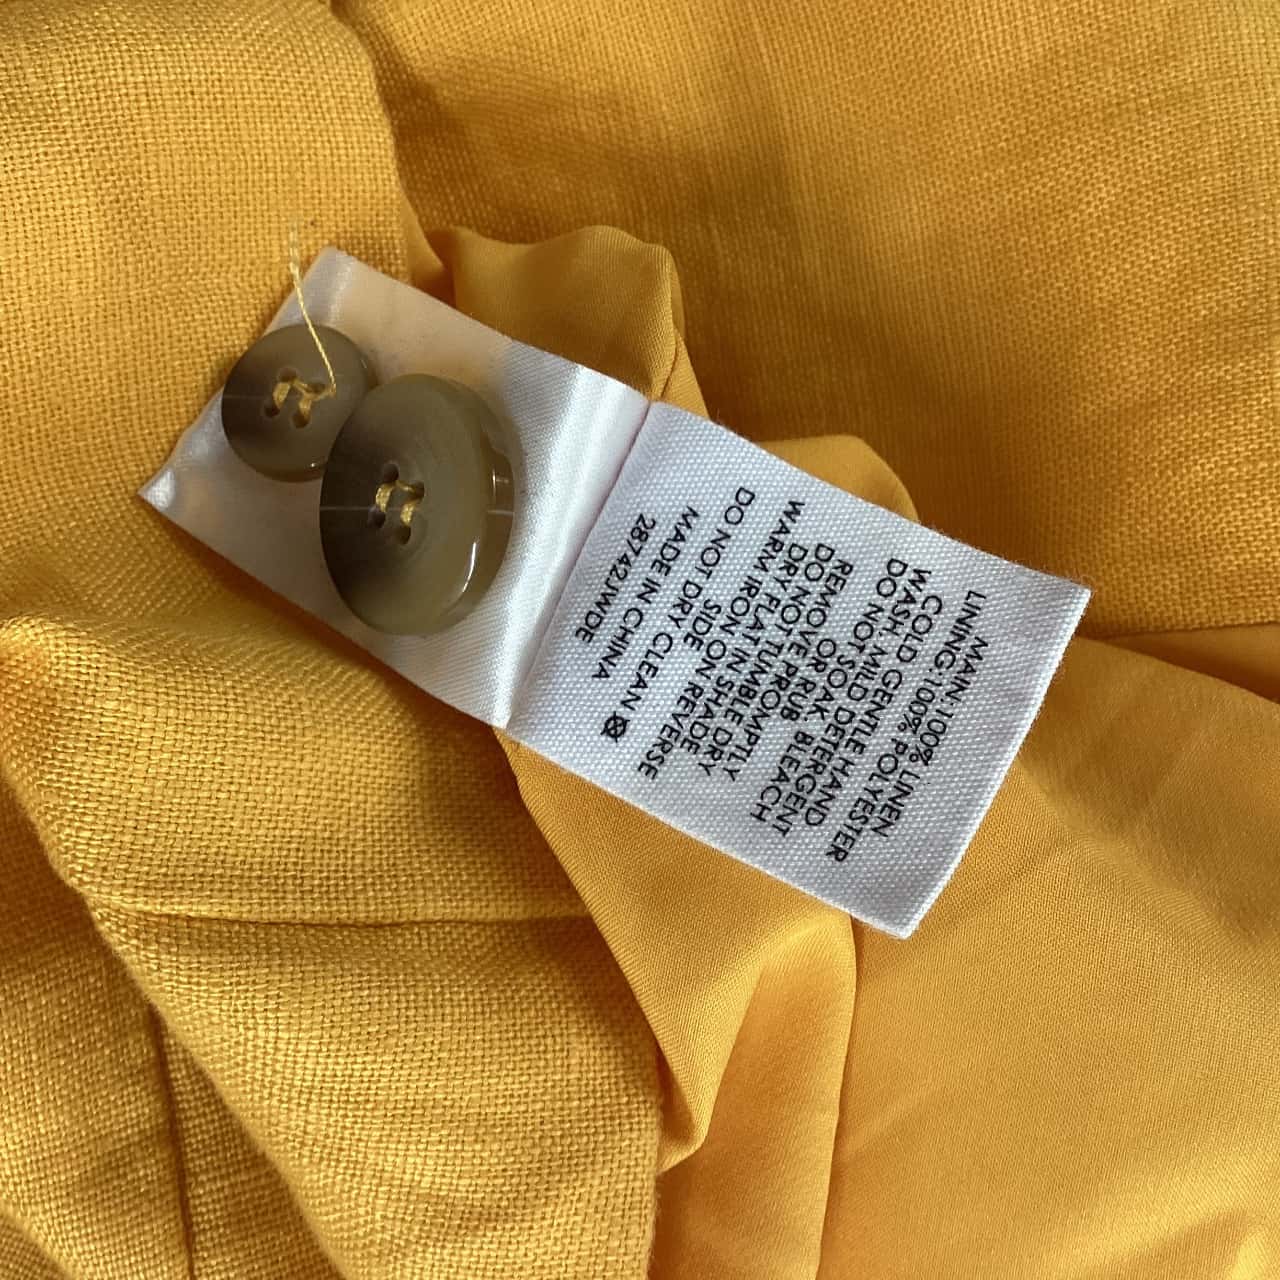 MAIN:100% LINEN
LINING:100% POLYESTER
COLD GENTLE HAND
WASH, MILD DETERGENT
DO NOT SOAK, BLEACH
OR RUB
REMOVE PROMPTLY
DO NOT TUMBLE DRY
DRY FLAT IN SHADE
WARM IRON ON REVERSE
SIDE
DO NOT DRY CLEAN
MADE IN CHINA
28742JWDE